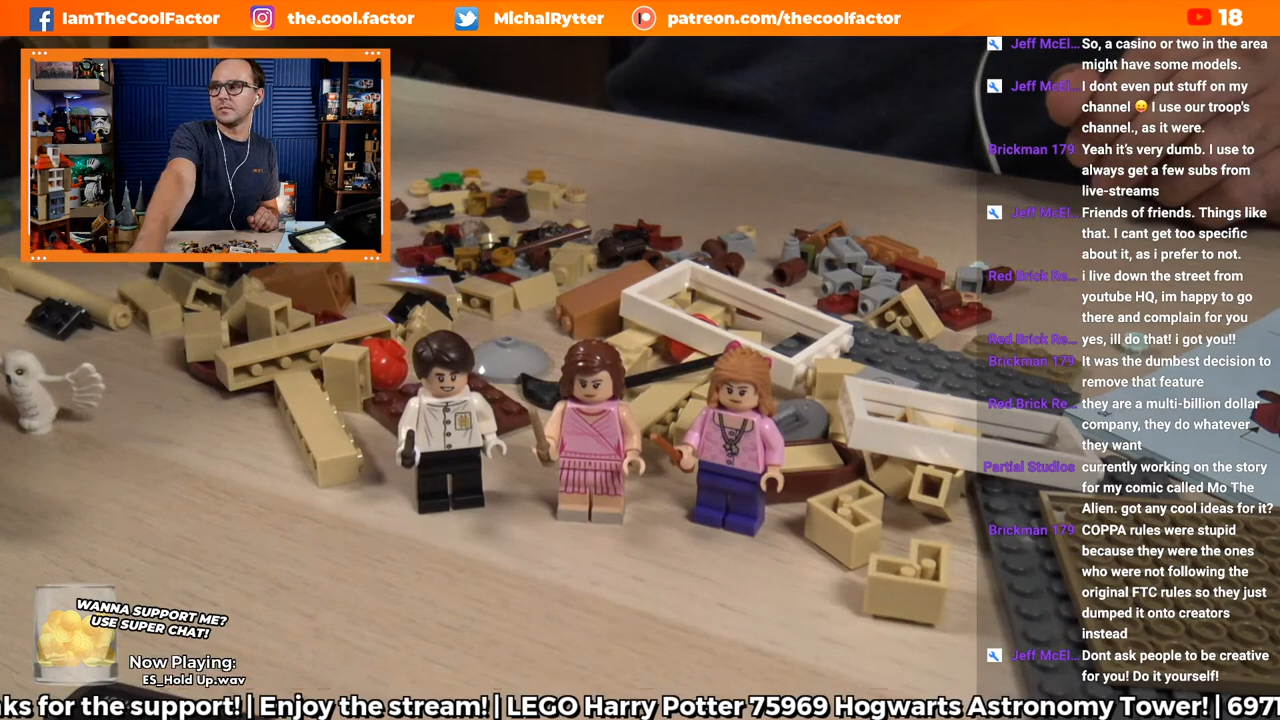 IamTheCoolFactor
the.cool.factor
MichalRytter
patreon.com/thecoolfactor
18
Jeff McEl... So, a casino or two in the area
might have some models.
Jeff McEl... I dont even put stuff on my
channel 😄 I use our troop's
channel., as it were.
Brickman 179 Yeah it's very dumb. I use to
always get a few subs from
live-streams
Jeff McEl... Friends of friends. Things like
that. I cant get too specific
about it, as i prefer to not.
Red Brick Re... i live down the street from
youtube HQ, im happy to go
there and complain for you
Red Brick Re... yes, ill do that! i got you!!
Brickman 179 It was the dumbest decision to
remove that feature
Red Brick Re... they are a multi-billion dollar
company, they do whatever
they want
Partial Studios currently working on the story
for my comic called Mo The
Alien. got any cool ideas for it?
Brickman 179 COPPA rules were stupid
because they were the ones
who were not following the
original FTC rules so they just
dumped it onto creators
instead
Jeff McEl... Dont ask people to be creative
for you! Do it yourself!
WANNA SUPPORT ME?
USE SUPER CHAT!
Now Playing:
ES_Hold Up.wav
ks for the support! | Enjoy the stream! | LEGO Harry Potter 75969 Hogwarts Astronomy Tower! | 697